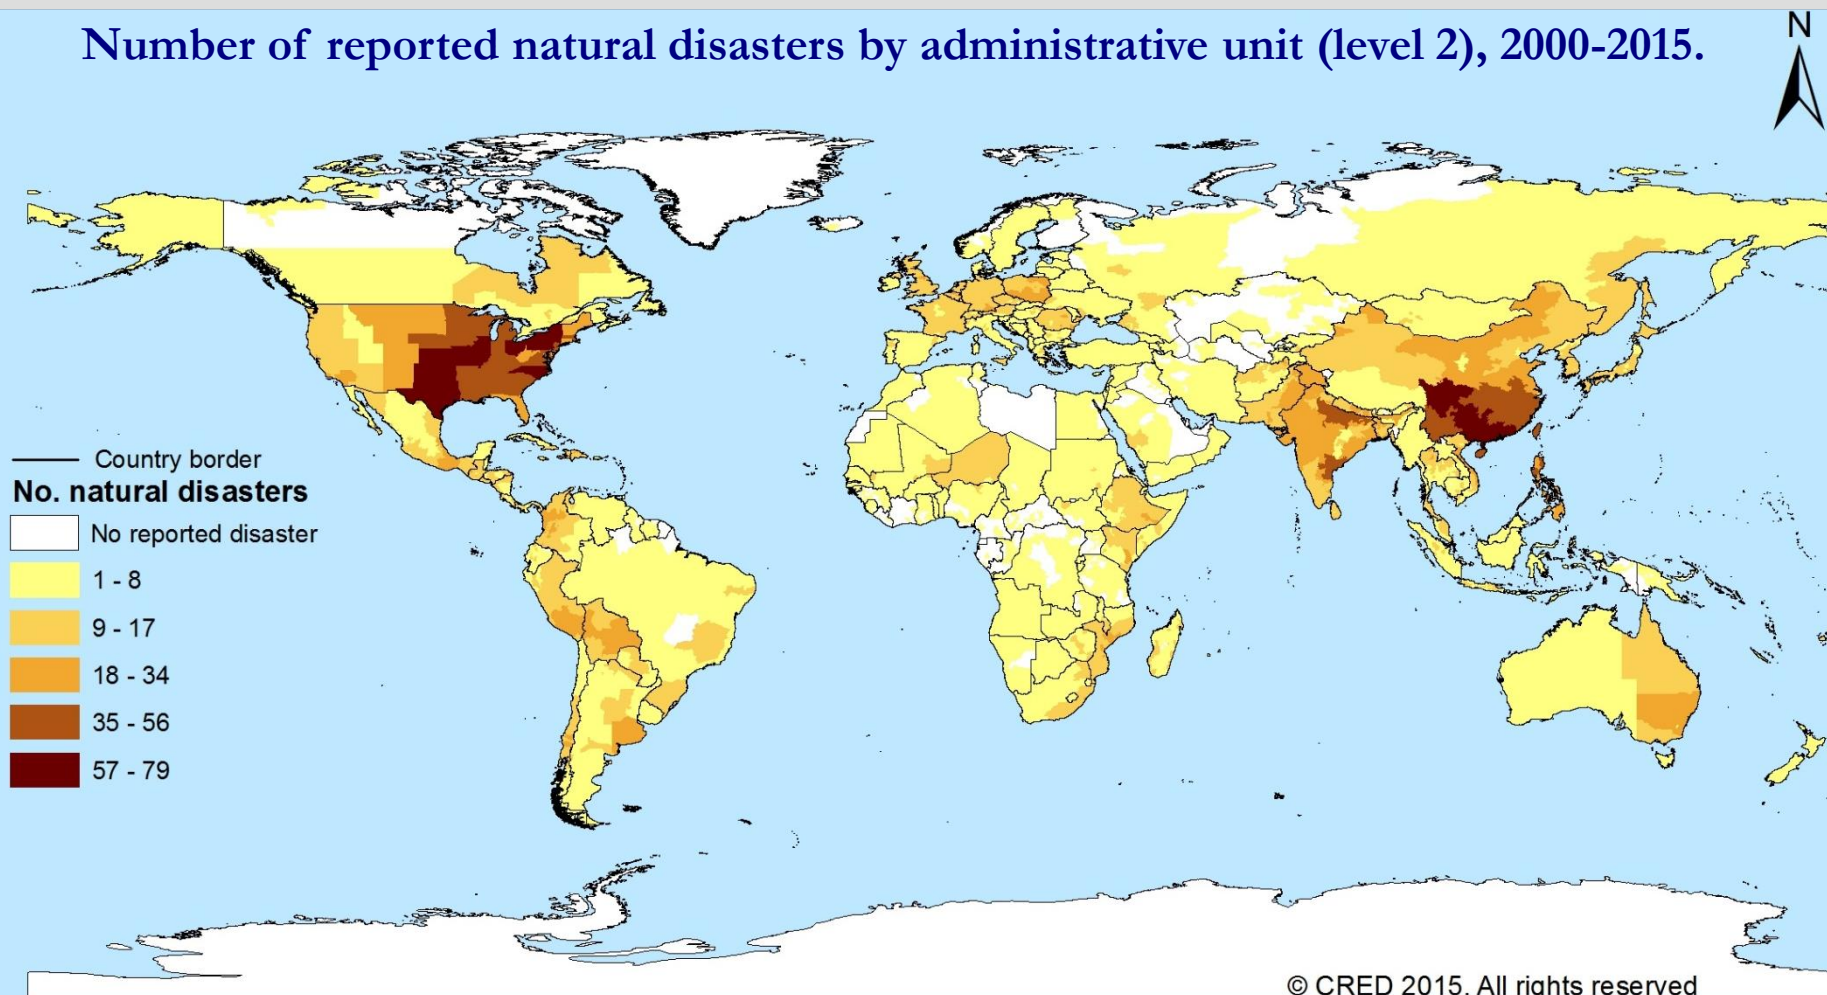 Number of reported natural disasters by administrative unit (level 2), 2000-2015.
N
Country border
No. natural disasters
No reported disaster
1 - 8
9 - 17
18 - 34
35 - 56
57 - 79
© CRED 2015. All rights reserved